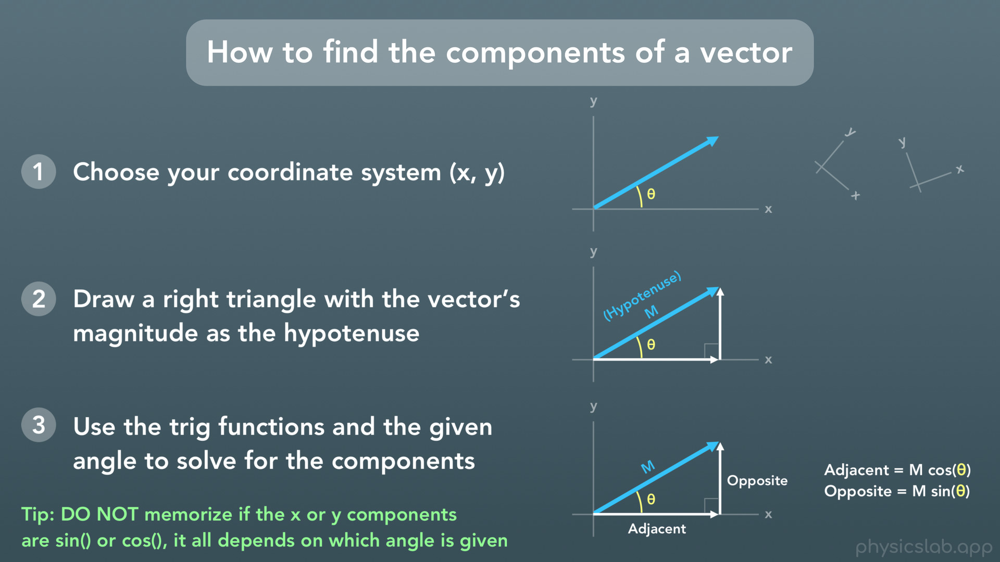 How to find the components of a vector
y
θ
x
y
x
y
x
1
Choose your coordinate system (x, y)
y
(Hypotenuse)
M
θ
x
2
Draw a right triangle with the vector’s
magnitude as the hypotenuse
y
M
θ
x
Opposite
Adjacent
3
Use the trig functions and the given
angle to solve for the components
Adjacent = M cos(θ)
Opposite = M sin(θ)
Tip: DO NOT memorize if the x or y components
are sin() or cos(), it all depends on which angle is given
physicslab.app